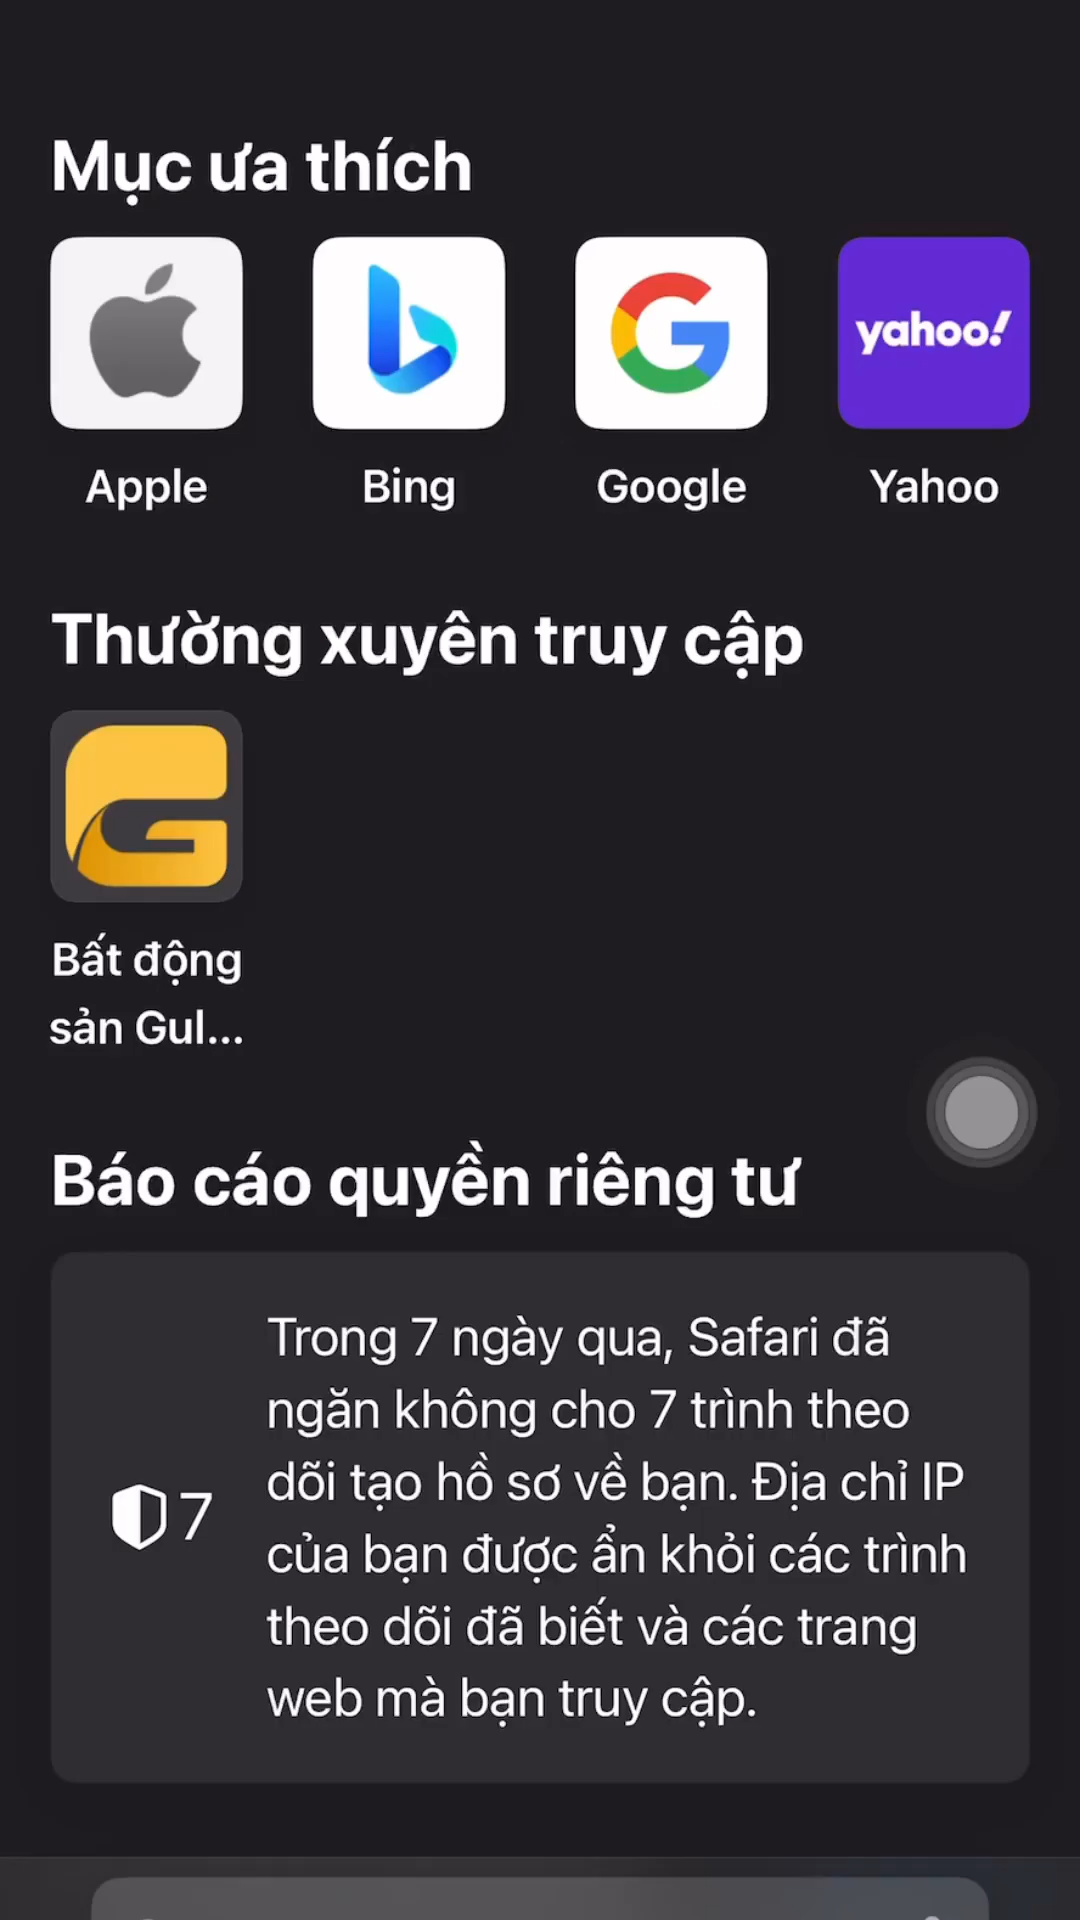 Mục ưa thích
yahoo!
Apple
Bing
Google
Yahoo
Thường xuyên truy cập
Bất động
sản Gul...
Báo cáo quyền riêng tư
7
Trong 7 ngày qua, Safari đã
ngăn không cho 7 trình theo
dõi tạo hồ sơ về bạn. Địa chỉ IP
của bạn được ẩn khỏi các trình
theo dõi đã biết và các trang
web mà bạn truy cập.